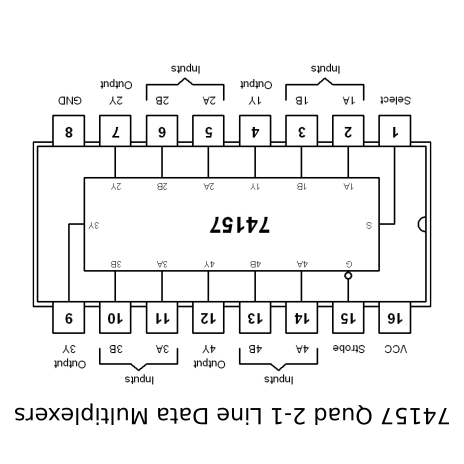 74157 Quad 2-1 Line Data Multiplexers
Inputs Inputs
Output Output
VCC Strobe 4A 4B 4Y 3A 3B 3Y
16 15 14 13 12 11 10 9
G 4A 4B 4Y 3A 3B
S 74157 3Y
1A 1B 1Y 2A 2B 2Y
1 2 3 4 5 6 7 8
Select 1A 1B 1Y 2A 2B 2Y GND
Output Output
Inputs Inputs